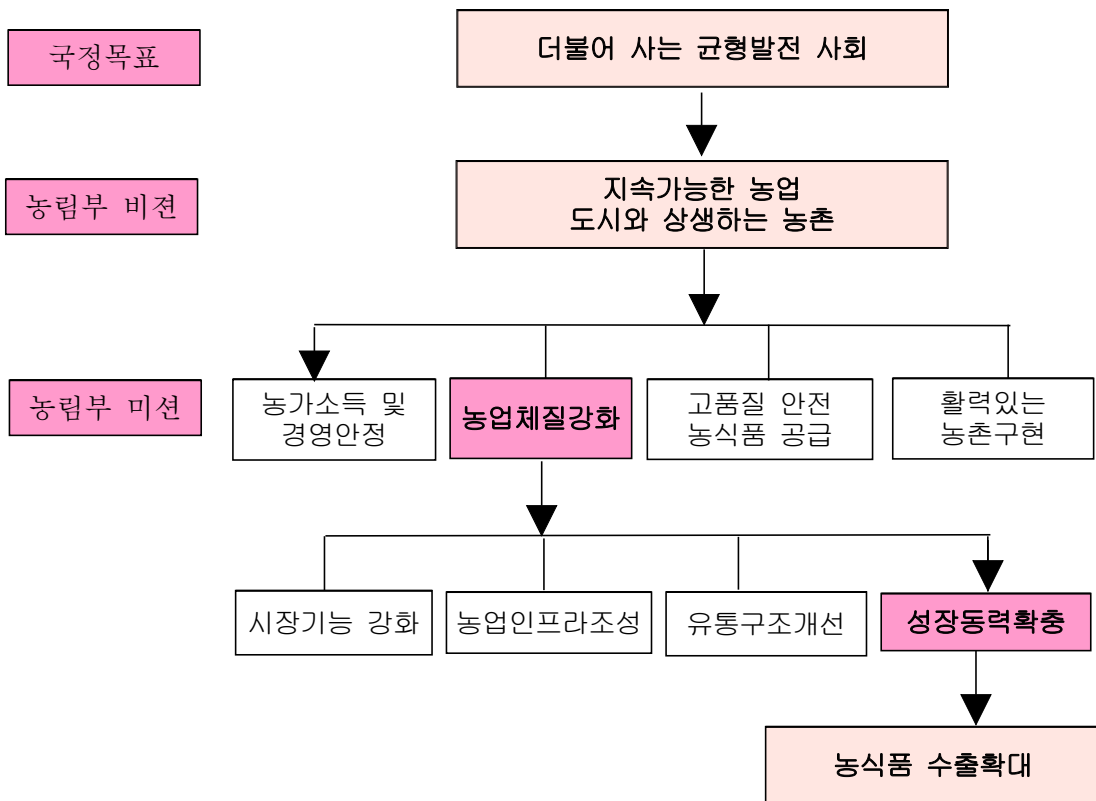 국정목표
더불어 사는 균형발전 사회
농림부 비젼
지속가능한 농업
도시와 상생하는 농촌
농림부 미션
농가소득 및
경영안정
농업체질강화
고품질 안전
농식품 공급
활력있는
농촌구현
시장기능 강화
농업인프라조성
유통구조개선
성장동력확충
농식품 수출확대